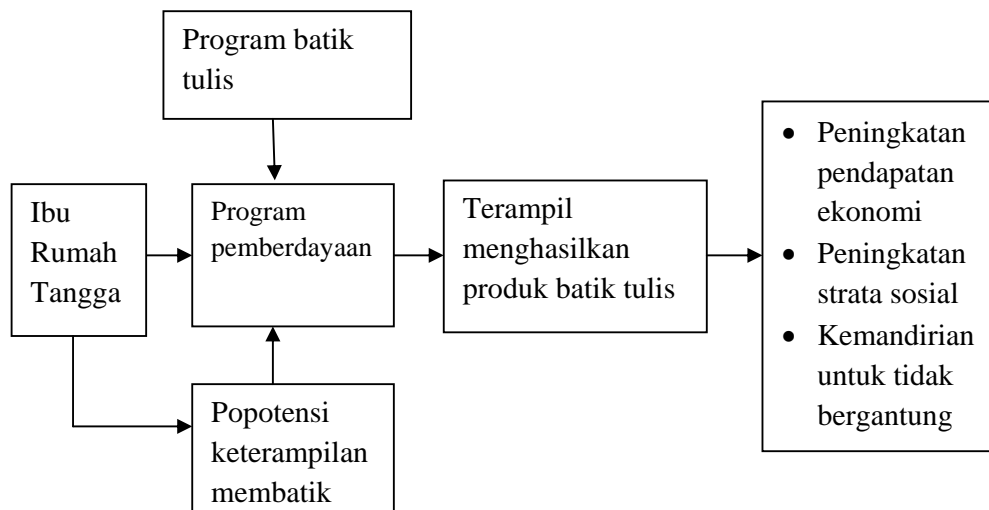 Program batik
tulis
Ibu
Rumah
Tangga
Program
pemberdayaan
Terampil
menghasilkan
produk batik tulis
• Peningkatan
pendapatan
ekonomi
• Peningkatan
strata sosial
• Kemandirian
untuk tidak
bergantung
Popotensi
keterampilan
membatik